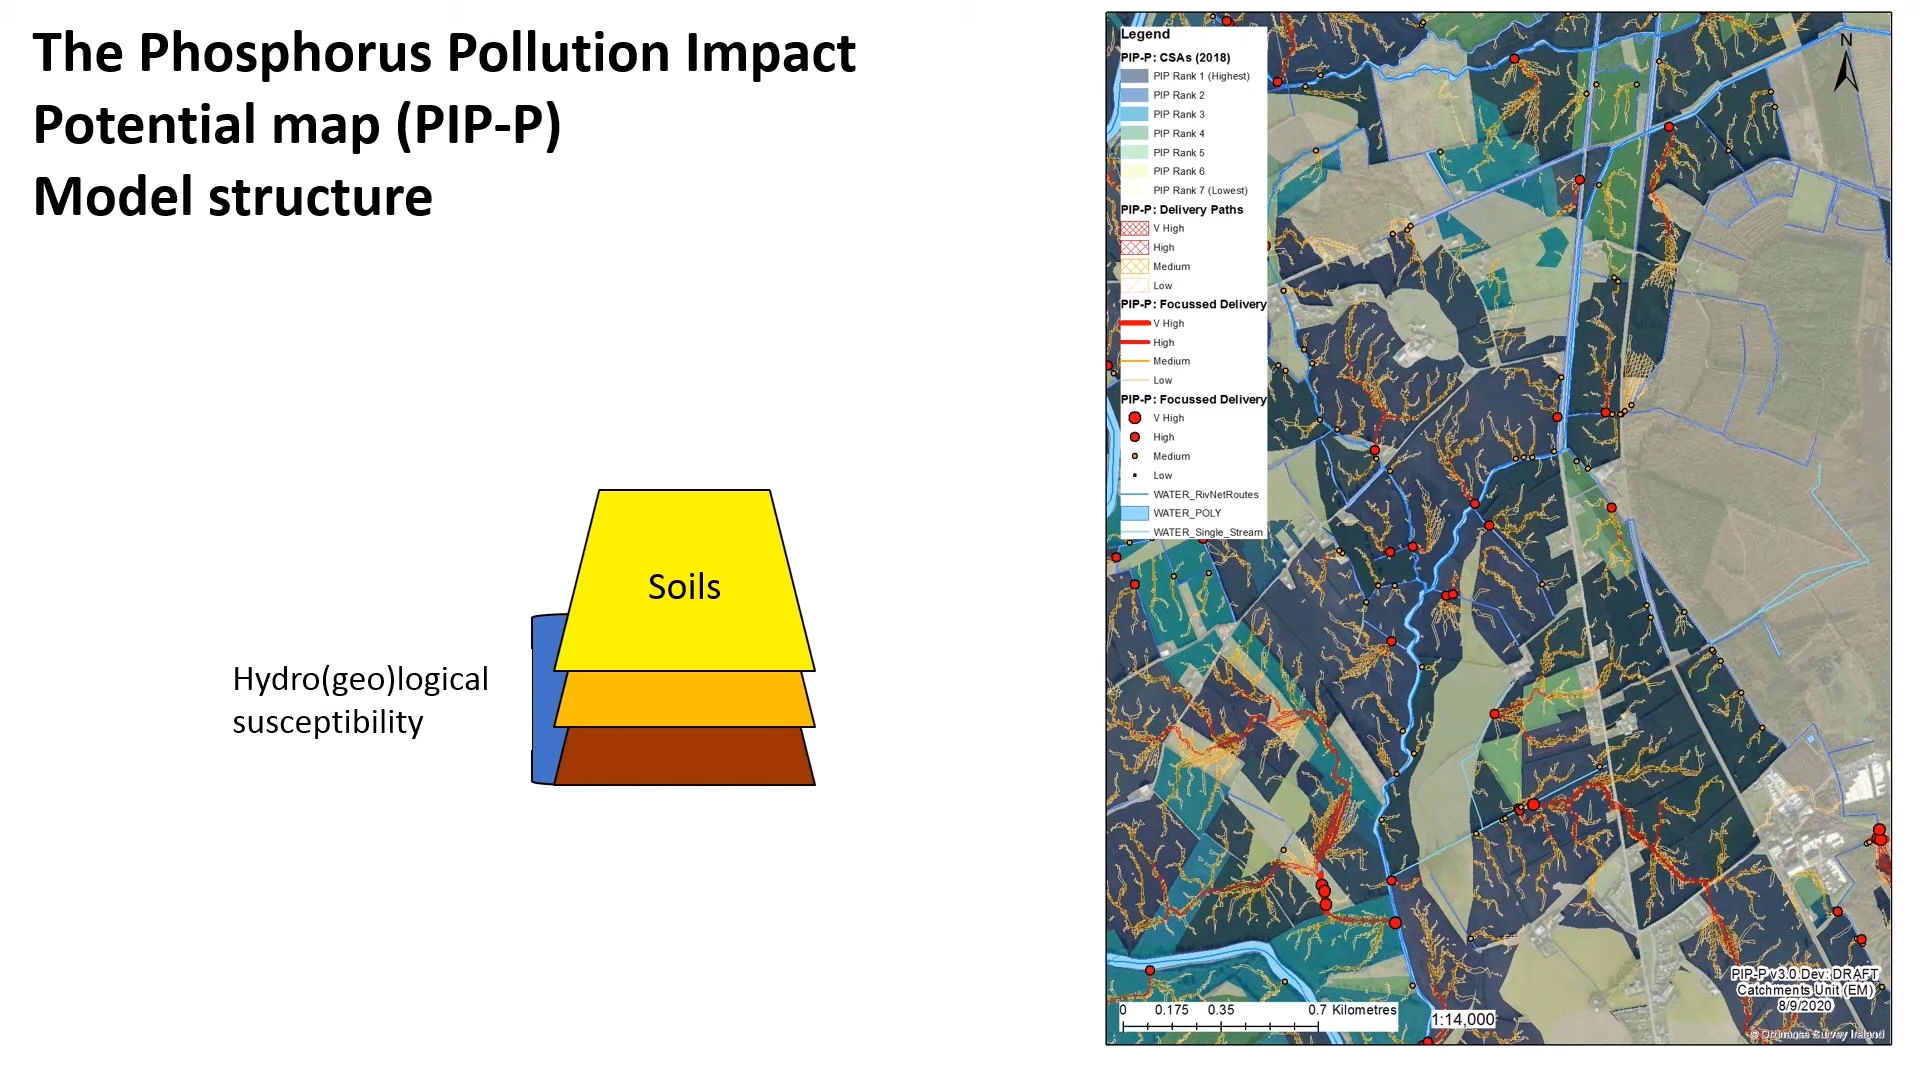 The Phosphorus Pollution Impact
Potential map (PIP-P)
Model structure
Soils
Hydro(geo)logical
susceptibility
Legend
PIP-P: CSAs (2018)
PIP Rank 1 (Highest)
PIP Rank 2
PIP Rank 3
PIP Rank 4
PIP Rank 5
PIP Rank 6
PIP Rank 7 (Lowest)
PIP-P: Delivery Paths
V High
High
Medium
Low
PIP-P: Focussed Delivery
V High
High
Medium
Low
PIP-P: Focussed Delivery
V High
High
Medium
Low
WATER_RivNetRoutes
WATER_POLY
WATER_Single_Stream
N
0 0.175 0.35 0.7 Kilometres
1:14,000
PIP-P v3.0 Dev: DRAFT
Catchments Unit (EM)
8/9/2020
© Ordnance Survey Ireland